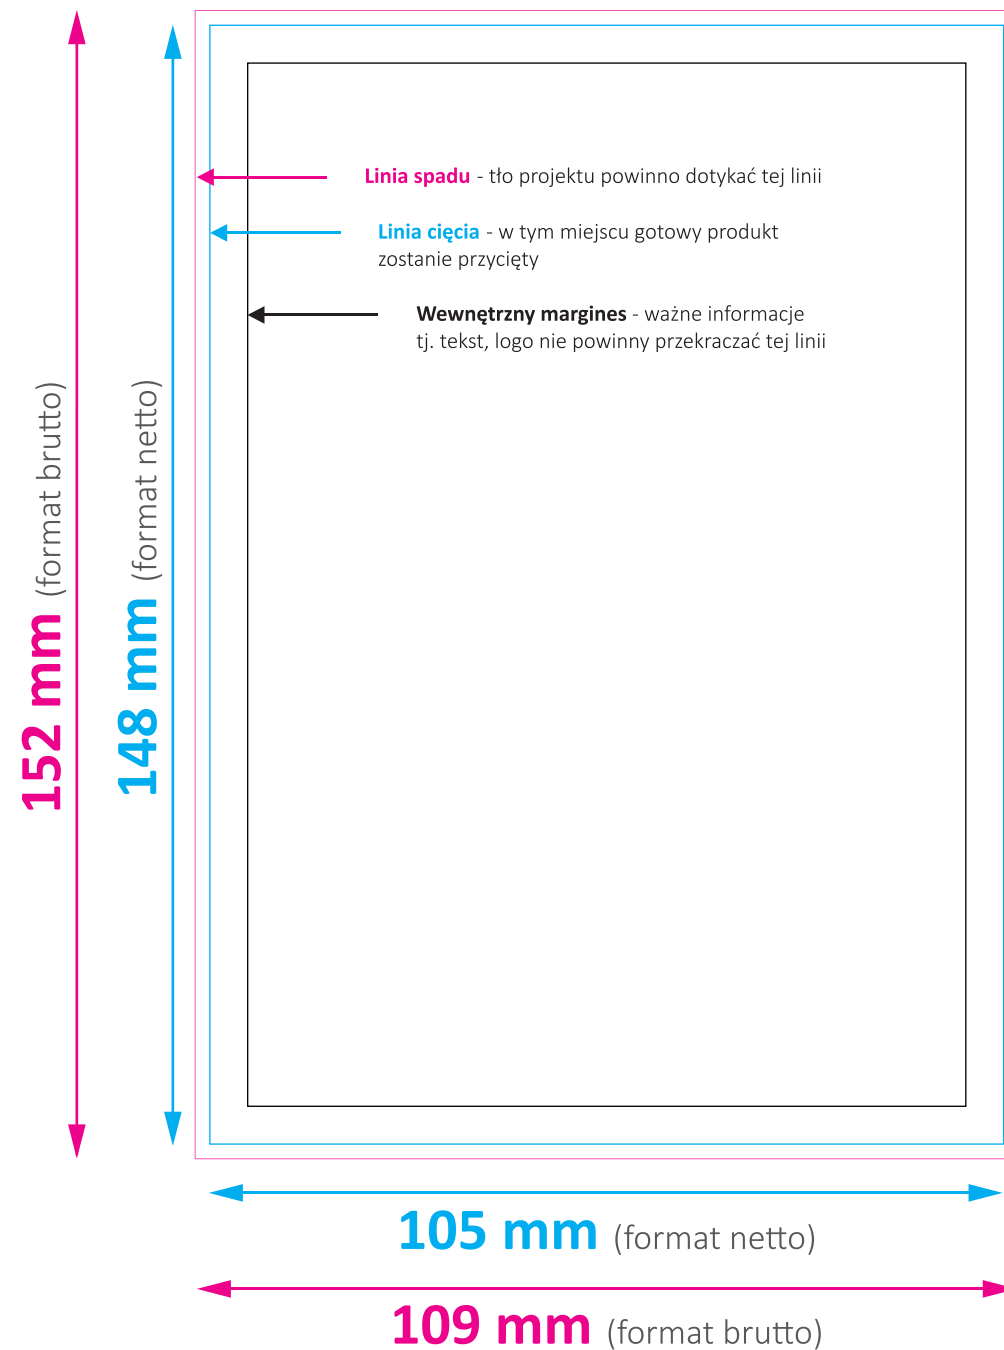 Linia spadu - tło projektu powinno dotykać tej linii
Linia cięcia - w tym miejscu gotowy produkt
zostanie przycięty
Wewnętrzny margines - ważne informacje
tj. tekst, logo nie powinny przekraczać tej linii
152 mm (format brutto)
148 mm (format netto)
105 mm (format netto)
109 mm (format brutto)